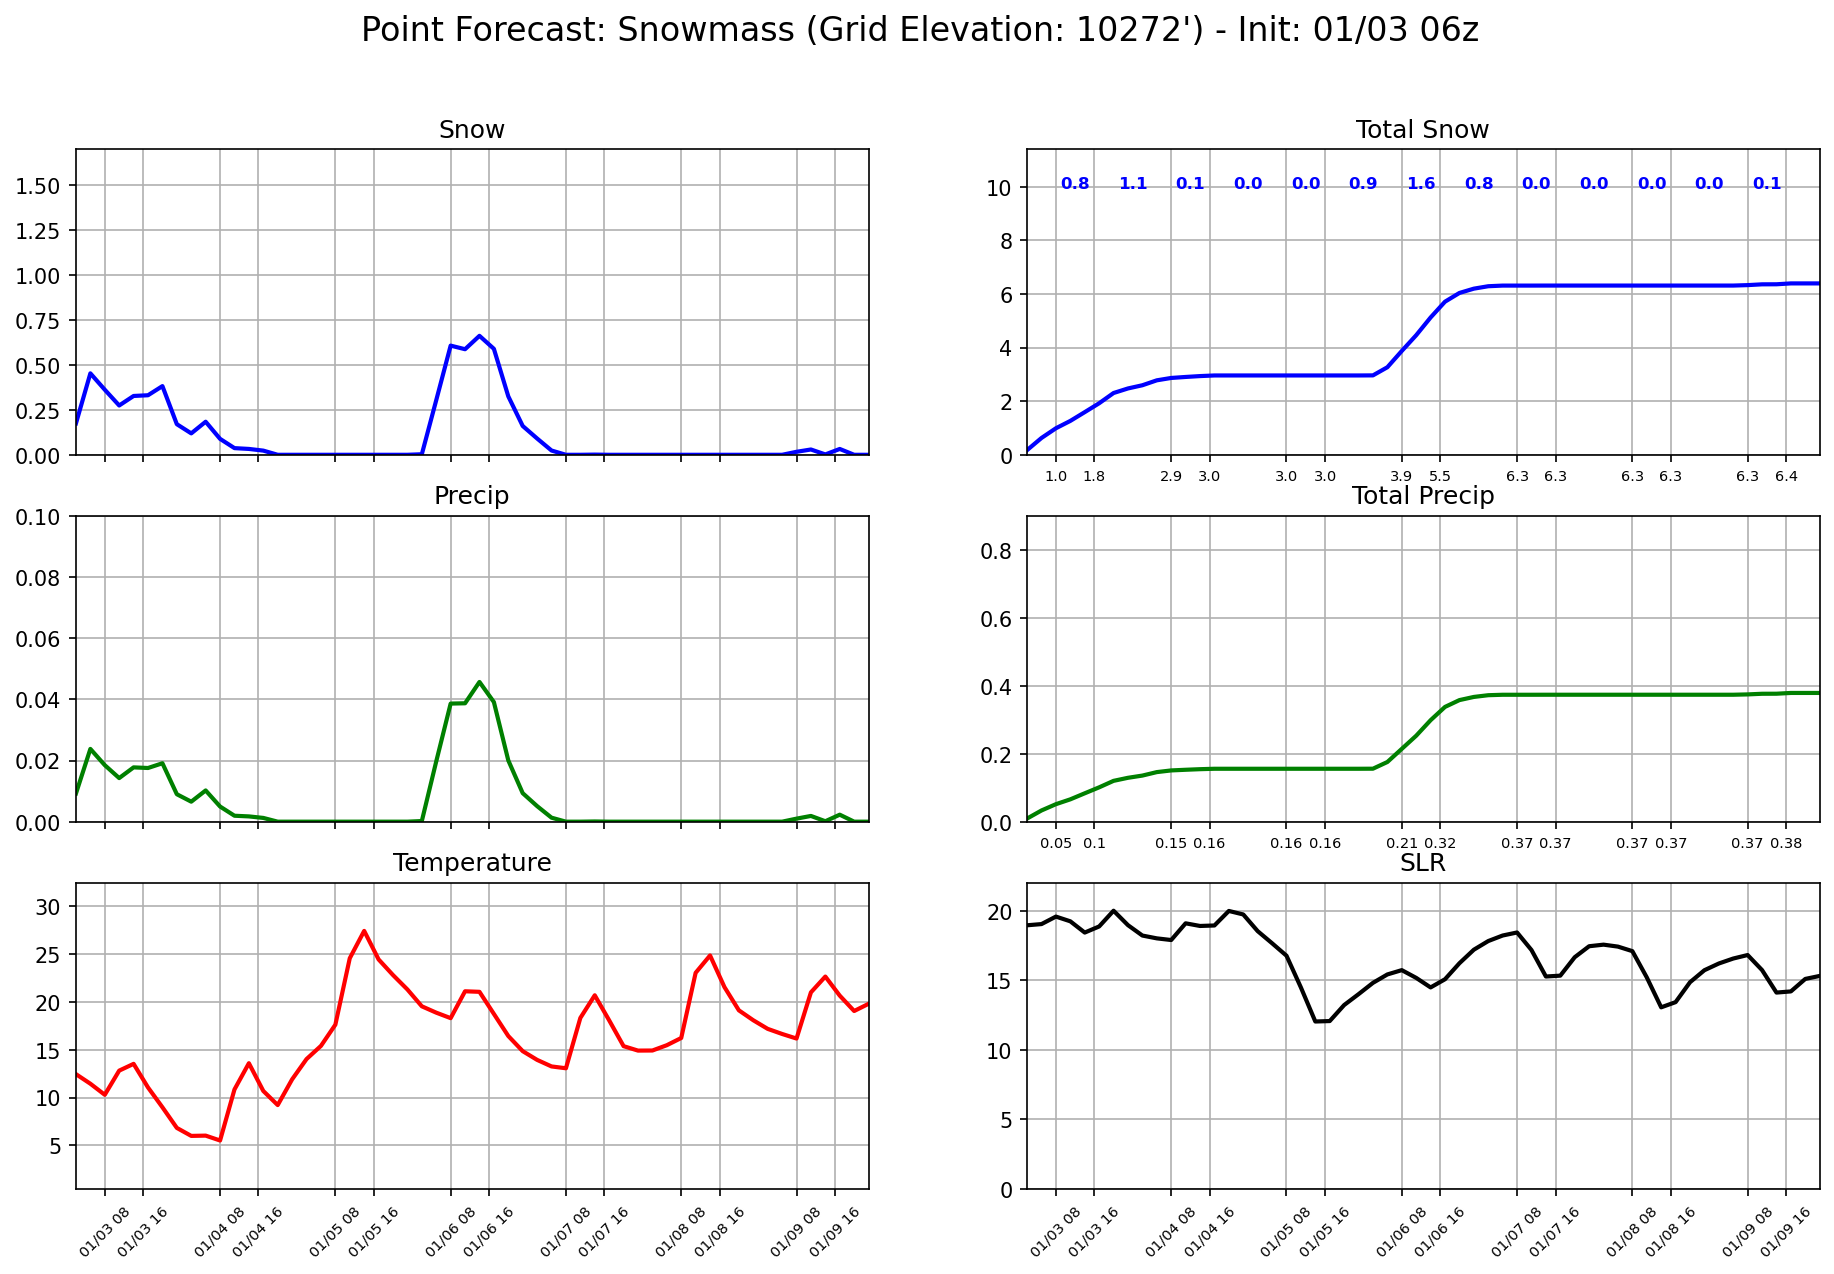 Point Forecast: Snowmass (Grid Elevation: 10272') - Init: 01/03 06z
Snow
1.50
1.25
1.00
0.75
0.50
0.25
0.00
Total Snow
10
8
6
4
2
0
0.8 1.1 0.1 0.0 0.0 0.9 1.6 0.8 0.0 0.0 0.0 0.0 0.1
1.0 1.8 2.9 3.0 3.0 3.0 3.9 5.5 6.3 6.3 6.3 6.3 6.3 6.4
Precip
0.10
0.08
0.06
0.04
0.02
0.00
Total Precip
0.8
0.6
0.4
0.2
0.0
0.05 0.1 0.15 0.16 0.16 0.16 0.21 0.32 0.37 0.37 0.37 0.37 0.37 0.38
Temperature
30
25
20
15
10
5
01/03 08 01/03 16 01/04 08 01/04 16 01/05 08 01/05 16 01/06 08 01/06 16 01/07 08 01/07 16 01/08 08 01/08 16 01/09 08 01/09 16
SLR
20
15
10
5
0
01/03 08 01/03 16 01/04 08 01/04 16 01/05 08 01/05 16 01/06 08 01/06 16 01/07 08 01/07 16 01/08 08 01/08 16 01/09 08 01/09 16